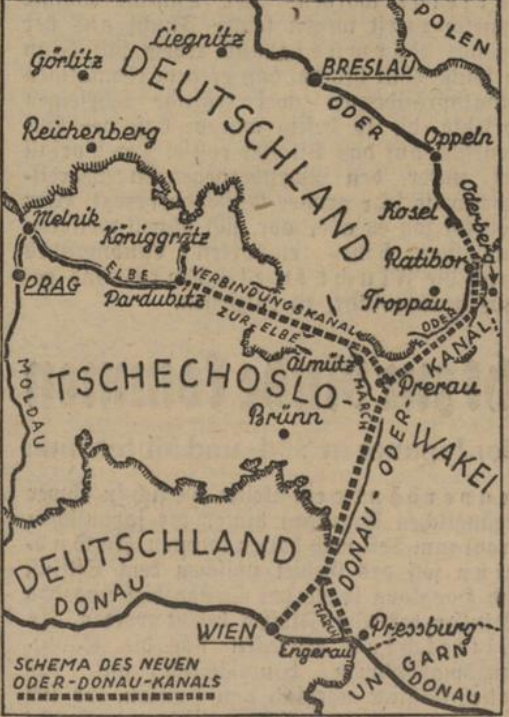 POLEN
Liegnitz
Görlitz
DEUTSCHLAND
BRESLAU
ODER
Oppeln
Reichenberg
Oderberg
Kosel
Melnik
Königgrätz
Ratibor
PRAG
ELBE
Pardubitz
VERBINDUNGSKANAL
ZUR ELBE
Troppau
ODER
KANAL
MOLDAU
Olmütz
MARCH
Prerau
TSCHECHOSLO-
WAKEI
Brünn
DONAU-ODER-
DEUTSCHLAND
DONAU
WIEN
MARCH
Pressburg
Engerau
UNGARN
DONAU
SCHEMA DES NEUEN
ODER-DONAU-KANALS